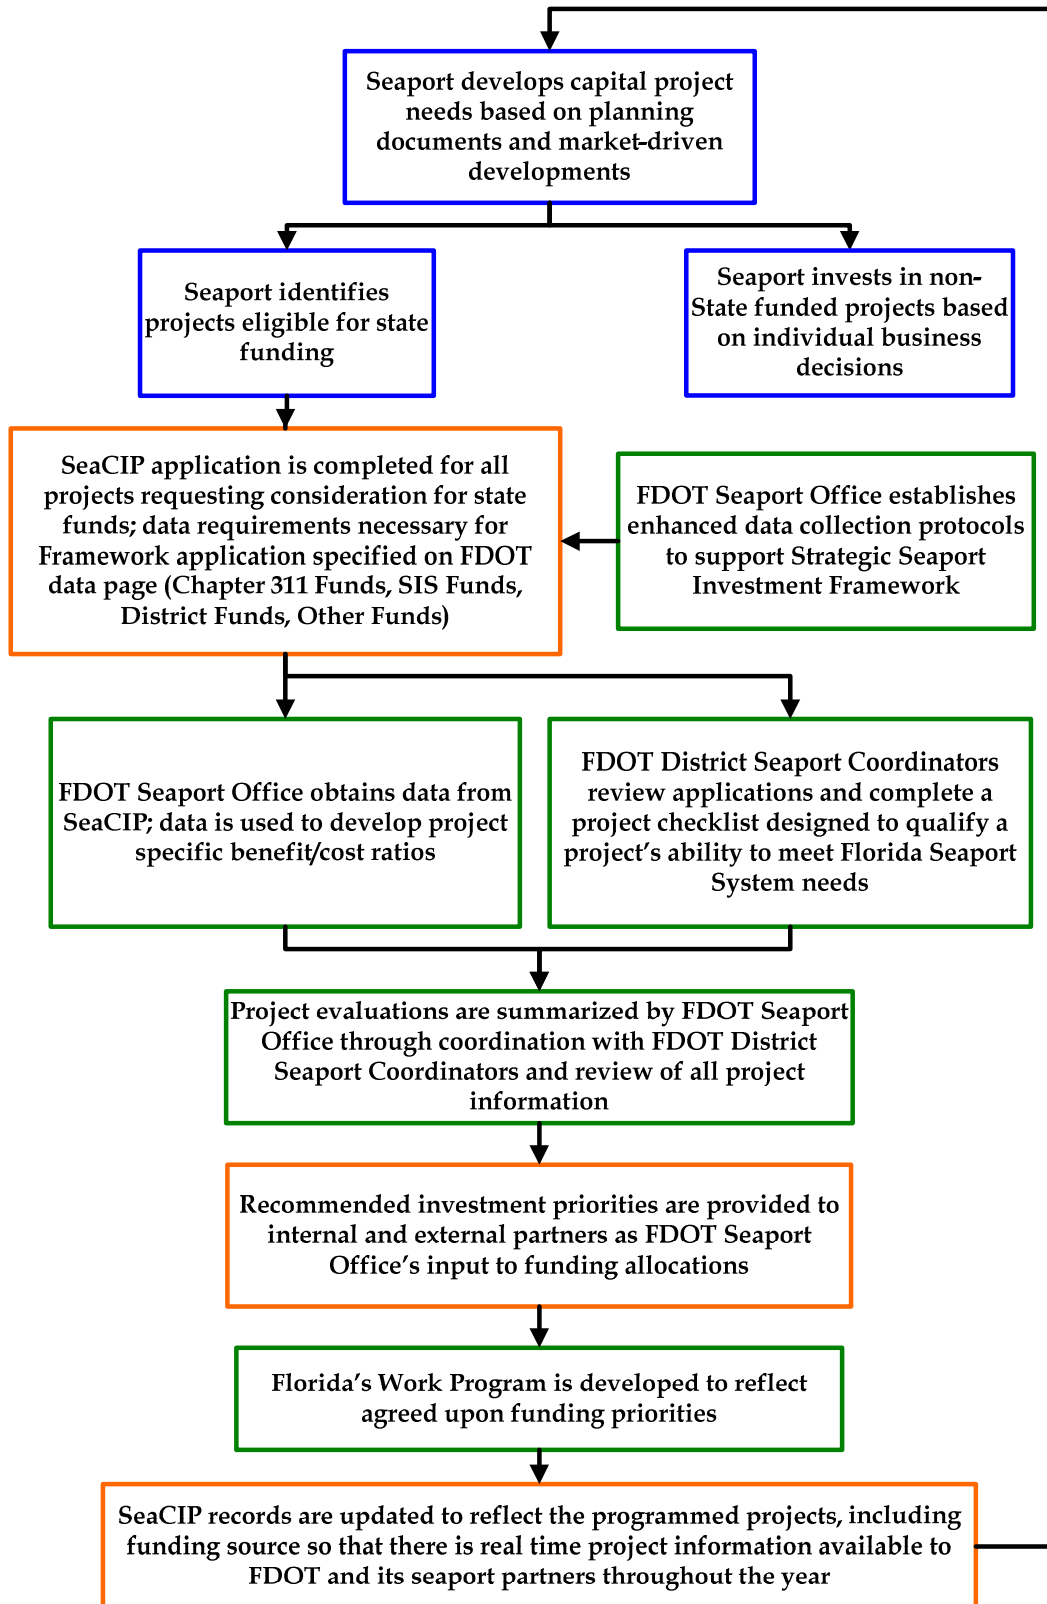 Seaport develops capital project
needs based on planning
documents and market-driven
developments
Seaport identifies
projects eligible for state
funding
Seaport invests in non-
State funded projects based
on individual business
decisions
SeaCIP application is completed for all
projects requesting consideration for state
funds; data requirements necessary for
Framework application specified on FDOT
data page (Chapter 311 Funds, SIS Funds,
District Funds, Other Funds)
FDOT Seaport Office establishes
enhanced data collection protocols
to support Strategic Seaport
Investment Framework
FDOT Seaport Office obtains data from
SeaCIP; data is used to develop project
specific benefit/cost ratios
FDOT District Seaport Coordinators
review applications and complete a
project checklist designed to qualify a
project’s ability to meet Florida Seaport
System needs
Project evaluations are summarized by FDOT Seaport
Office through coordination with FDOT District
Seaport Coordinators and review of all project
information
Recommended investment priorities are provided to
internal and external partners as FDOT Seaport
Office’s input to funding allocations
Florida’s Work Program is developed to reflect
agreed upon funding priorities
SeaCIP records are updated to reflect the programmed projects, including
funding source so that there is real time project information available to
FDOT and its seaport partners throughout the year